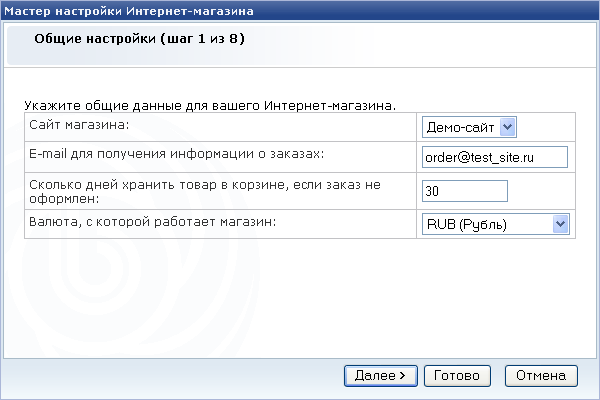 Мастер настройки Интернет-магазина
Общие настройки (шаг 1 из 8)
Укажите общие данные для вашего Интернет-магазина.
Сайт магазина:
Демо-сайт
E-mail для получения информации о заказах:
order@test_site.ru
Сколько дней хранить товар в корзине, если заказ не
оформлен:
30
Валюта, с которой работает магазин:
RUB (Рубль)
Далее >
Готово
Отмена